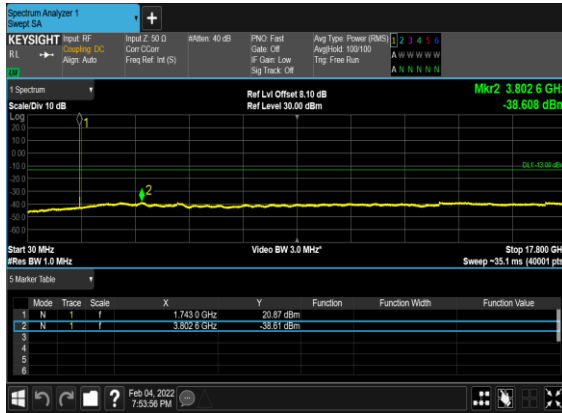 Spectrum Analyzer 1
Swept SA
+
KEYSIGHT Input: RF Input Z: 50 Ω #Atten: 40 dB PNO: Fast Avg Type: Power (RMS) 1 2 3 4 5 6
RL Coupling: DC Corr CCorr Gate: Off Avg|Hold: 100/100 A W W W W W
Align: Auto Freq Ref: Int (S) IF Gain: Low Trig: Free Run
Sig Track: Off A N N N N N
LXI
1 Spectrum Ref Lvl Offset 8.10 dB Mkr2 3.802 6 GHz
Scale/Div 10 dB Ref Level 30.00 dBm -38.608 dBm
Log
1
20.0
10.0
0.00
-10.0
DL1 -13.00 dBm
-20.0
-30.0
2
-40.0
-50.0
-60.0
Start 30 MHz Video BW 3.0 MHz* Stop 17.800 GHz
#Res BW 1.0 MHz Sweep ~35.1 ms (40001 pts)
5 Marker Table
Mode Trace Scale X Y Function Function Width Function Value
1 N 1 f 1.743 0 GHz 20.87 dBm
2 N 1 f 3.802 6 GHz -38.61 dBm
3
4
5
6
? Feb 04, 2022
7:53:56 PM